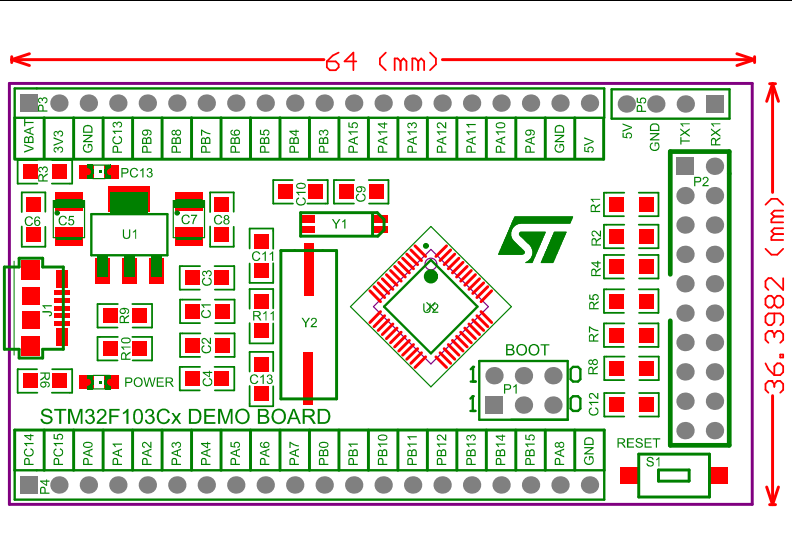 64 (mm)
P3
P5
VBAT 3V3 GND PC13 PB9 PB8 PB7 PB6 PB5 PB4 PB3 PA15 PA14 PA13 PA12 PA11 PA10 PA9 GND 5V
5V GND TX1 RX1
R3 PC13
P2
C6 C5 C7 C8 C10 C9
R1
U1 Y1
ST
R2
C11
R4
C3
J1
R5
R9 C1 R11 Y2 U2
R7
R10 C2
BOOT
R8
R6 POWER C4 C13
1 0
P1
1 0
C12
STM32F103Cx DEMO BOARD
36.3982 (mm)
PC14 PC15 PA0 PA1 PA2 PA3 PA4 PA5 PA6 PA7 PB0 PB1 PB10 PB11 PB12 PB13 PB14 PB15 PA8 GND
RESET
S1
P4